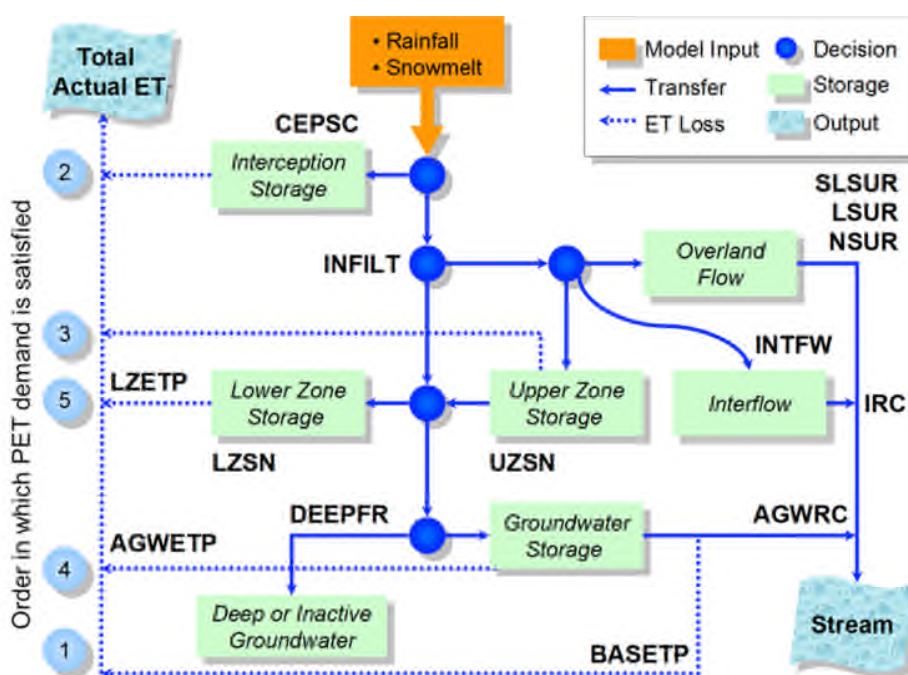 Total
Actual ET
• Rainfall
• Snowmelt
Model Input
Decision
Transfer
Storage
ET Loss
Output
CEPSC
2
Interception
Storage
SLSUR
LSUR
NSUR
INFILT
Overland
Flow
3
INTFW
LZETP
5
Lower Zone
Storage
Upper Zone
Storage
Interflow
IRC
LZSN
UZSN
DEEPFR
Groundwater
Storage
AGWRC
AGWETP
4
Deep or Inactive
Groundwater
Stream
1
BASETP
Order in which PET demand is satisfied